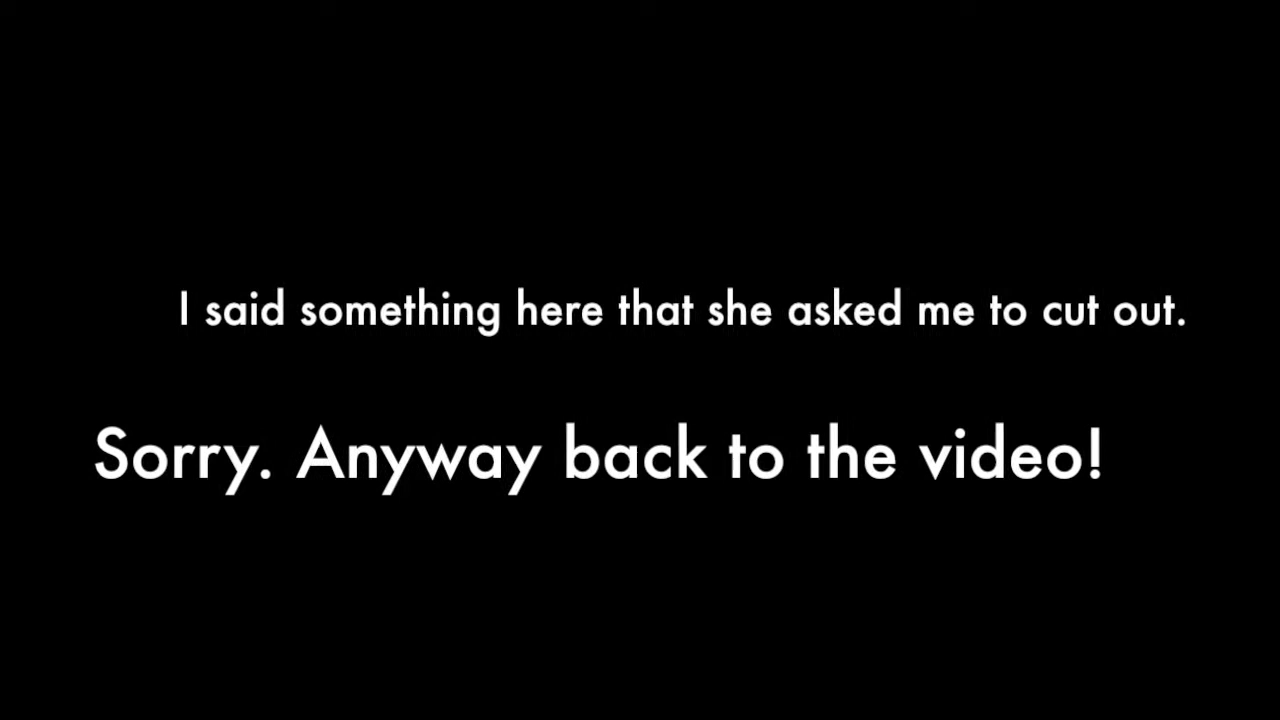 I said something here that she asked me to cut out.
Sorry. Anyway back to the video!